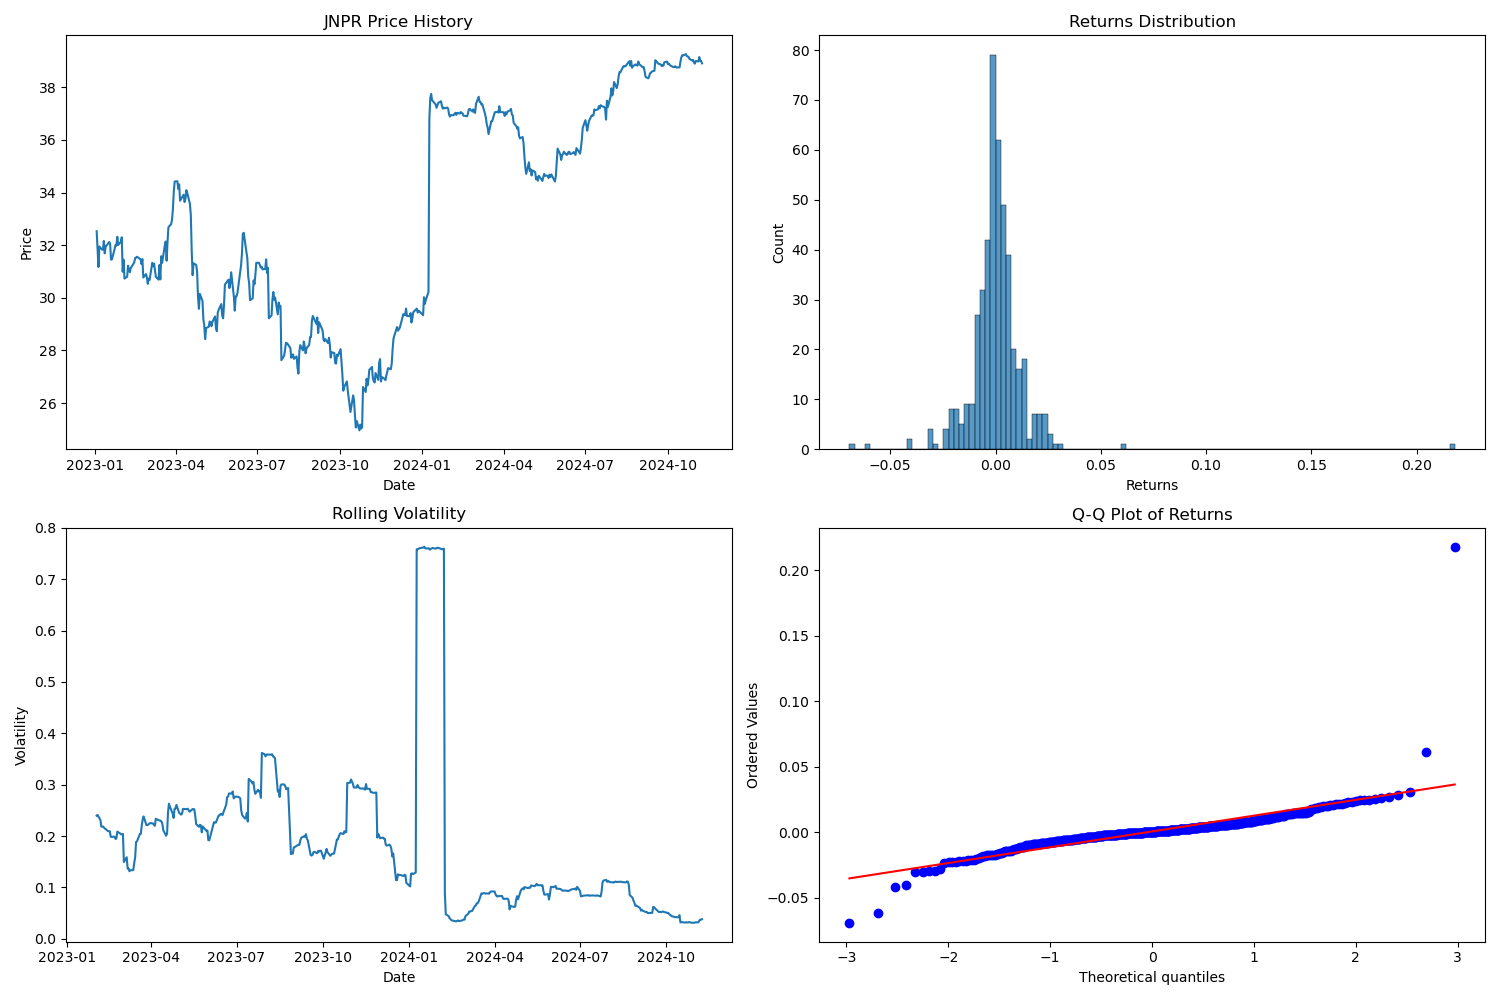 JNPR Price History
Price
38
36
34
32
30
28
26
2023-01 2023-04 2023-07 2023-10 2024-01 2024-04 2024-07 2024-10
Date
Returns Distribution
Count
80
70
60
50
40
30
20
10
0
−0.05 0.00 0.05 0.10 0.15 0.20
Returns
Rolling Volatility
Volatility
0.8
0.7
0.6
0.5
0.4
0.3
0.2
0.1
0.0
2023-01 2023-04 2023-07 2023-10 2024-01 2024-04 2024-07 2024-10
Date
Q-Q Plot of Returns
Ordered Values
0.20
0.15
0.10
0.05
0.00
−0.05
−3 −2 −1 0 1 2 3
Theoretical quantiles